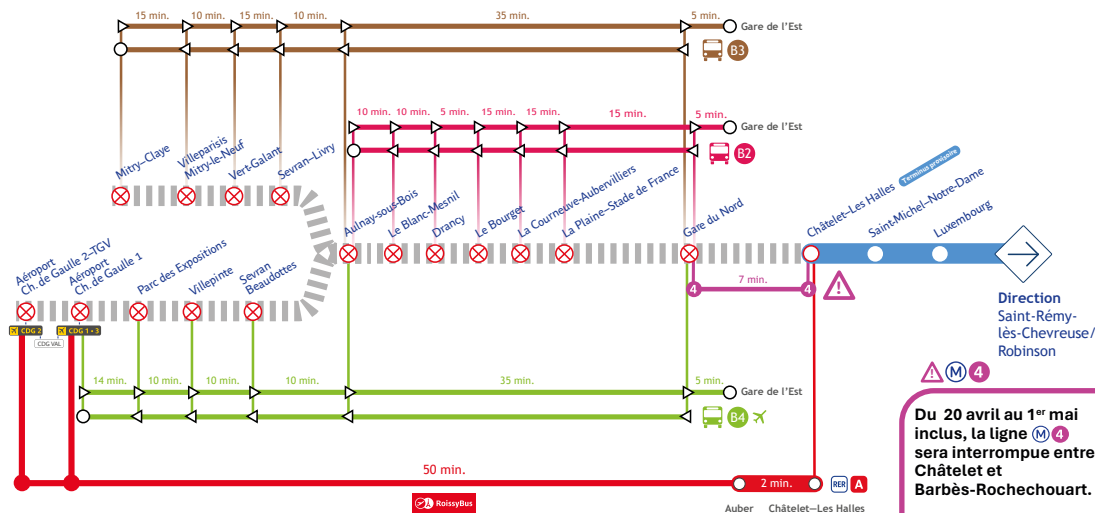 15 min.
10 min.
15 min.
10 min.
35 min.
5 min.
Gare de l'Est
B3
10 min.
10 min.
5 min.
15 min.
15 min.
15 min.
5 min.
Gare de l'Est
B2
Mitry–Claye
Villeparisis
Mitry-le-Neuf
Vert-Galant
Sevran–Livry
Aulnay-sous-Bois
Le Blanc-Mesnil
Drancy
Le Bourget
La Courneuve-Aubervilliers
La Plaine–Stade de France
Gare du Nord
Châtelet–Les Halles
Terminus provisoire
Saint-Michel–Notre-Dame
Luxembourg
4
7 min.
4
Direction
Saint-Rémy-
lès-Chevreuse/
Robinson
Aéroport
Ch. de Gaulle 2–TGV
Aéroport
Ch. de Gaulle 1
Parc des Expositions
Villepinte
Sevran
Beaudottes
CDG 2
CDG VAL
CDG 1 • 3
14 min.
10 min.
10 min.
10 min.
35 min.
5 min.
Gare de l'Est
B4
50 min.
2 min.
RER A
RoissyBus
Auber
Châtelet—Les Halles
M 4
Du 20 avril au 1er mai
inclus, la ligne M 4
sera interrompue entre
Châtelet et
Barbès-Rochechouart.